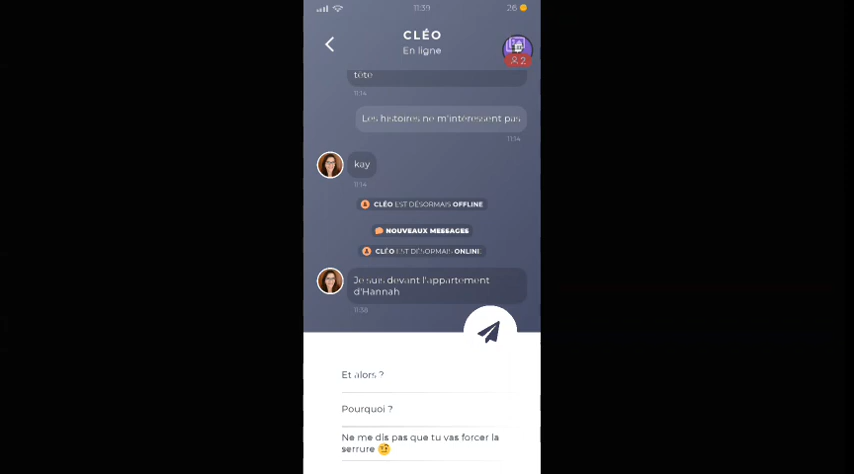 11:39
26
CLÉO
En ligne
2
tête
11:14
Les histoires ne m'intéressent pas
11:14
kay
11:14
CLÉO EST DÉSORMAIS OFFLINE
NOUVEAUX MESSAGES
CLÉO EST DÉSORMAIS ONLINE
Je suis devant l'appartement
d'Hannah
11:38
Et alors ?
Pourquoi ?
Ne me dis pas que tu vas forcer la
serrure 🤨